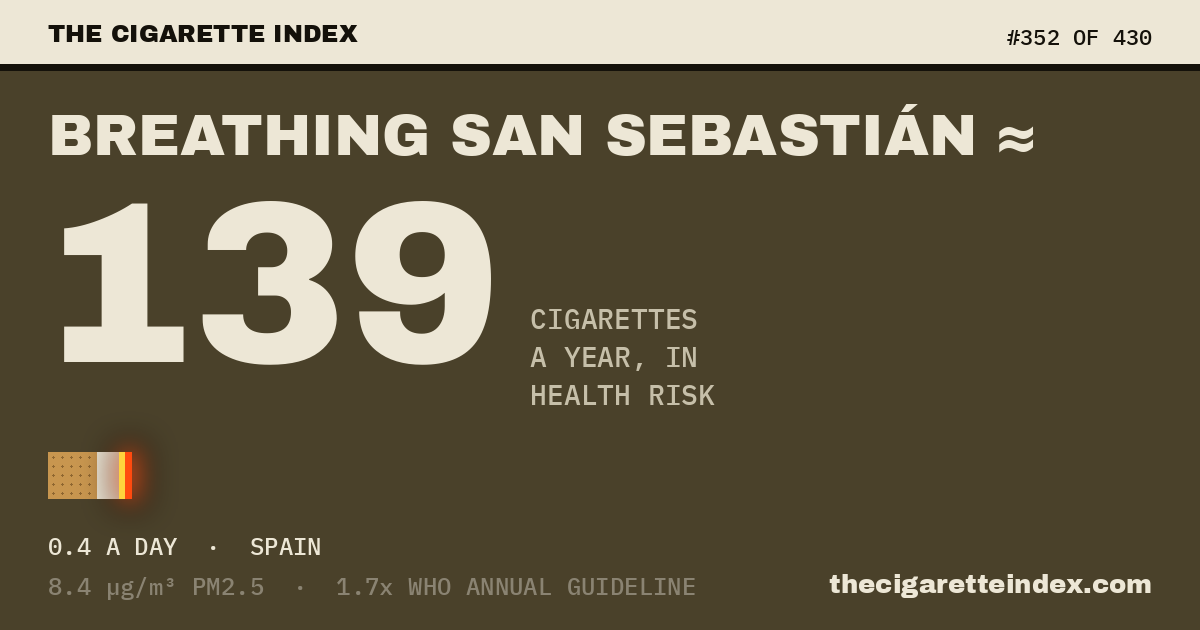 THE CIGARETTE INDEX
#352 OF 430
BREATHING SAN SEBASTIÁN ≈
139
CIGARETTES
A YEAR, IN
HEALTH RISK
0.4 A DAY · SPAIN
8.4 µg/m³ PM2.5 · 1.7x WHO ANNUAL GUIDELINE
thecigaretteindex.com